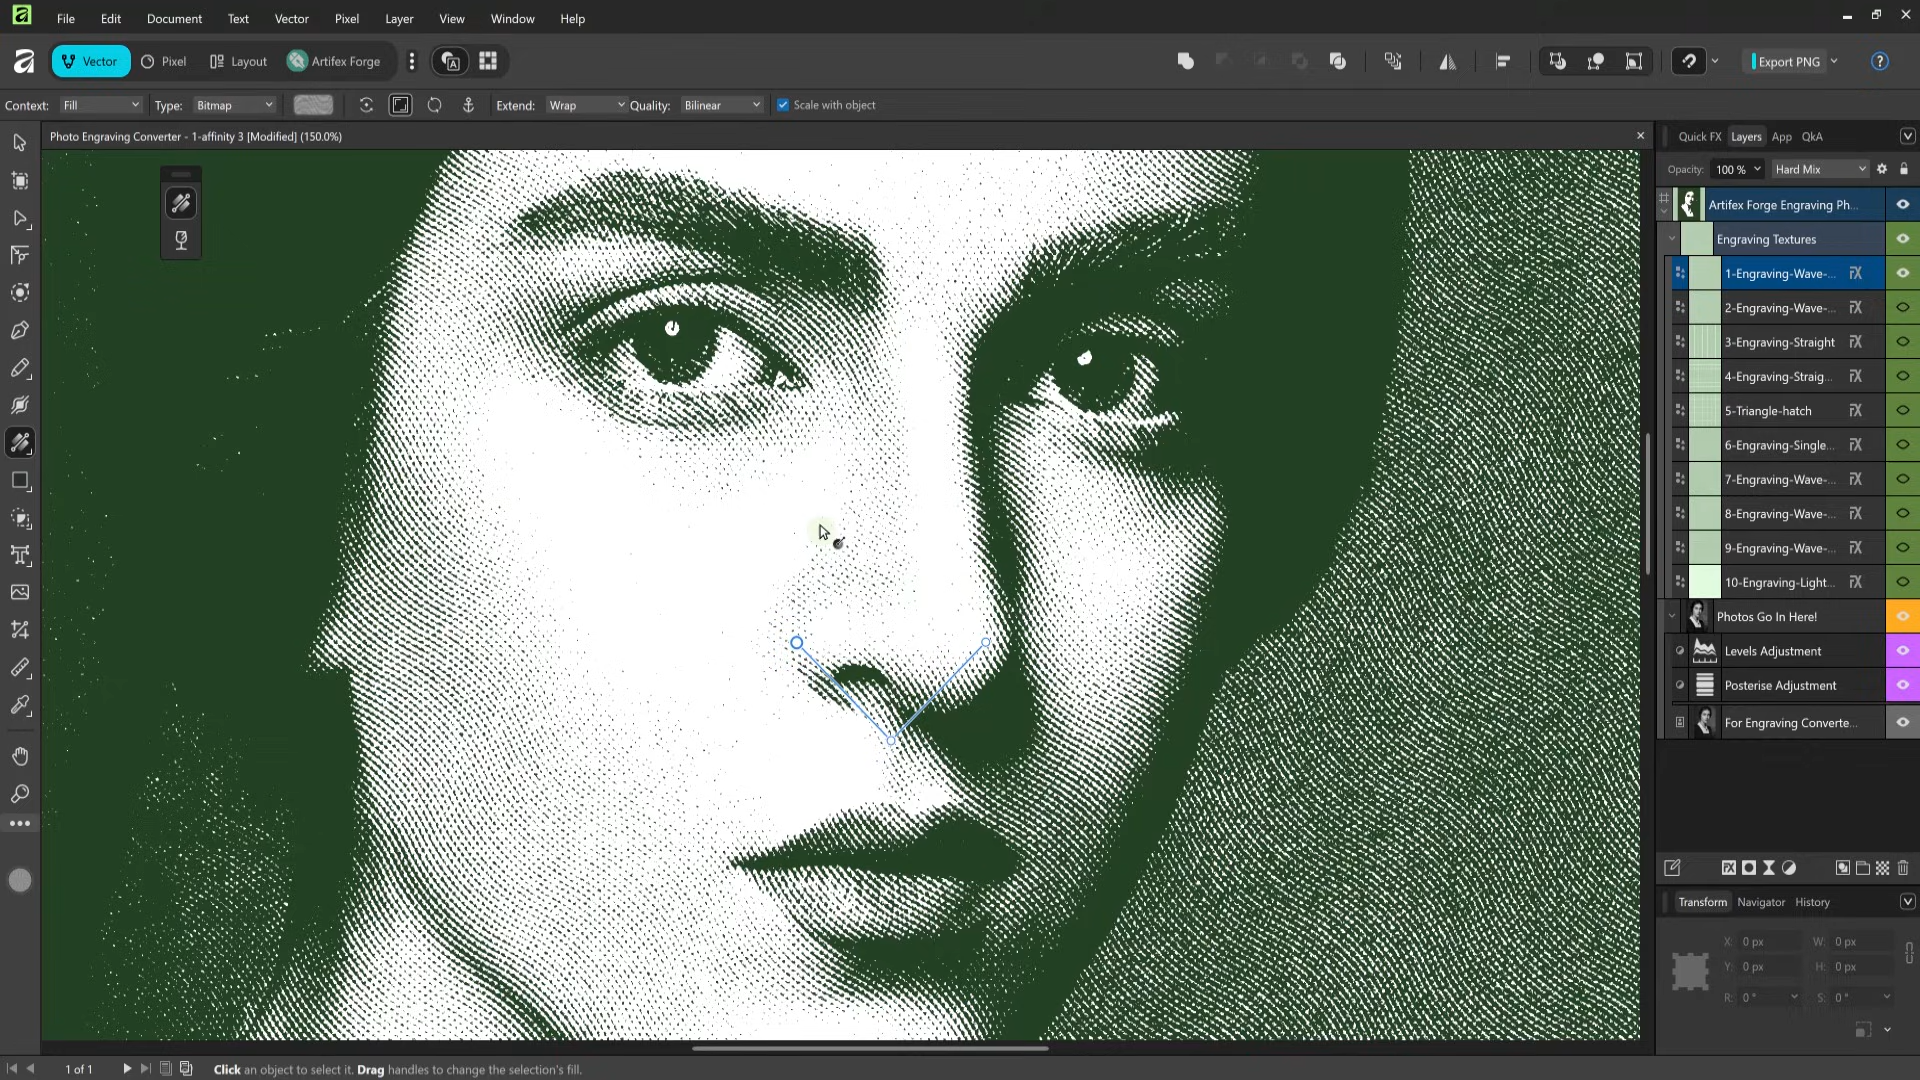 File Edit Document Text Vector Pixel Layer View Window Help
Vector Pixel Layout Artifex Forge Export PNG
Context: Fill Type: Bitmap Extend: Wrap Quality: Bilinear Scale with object
Photo Engraving Converter - 1-affinity 3 [Modified] (150.0%)
Quick FX Layers App QkA
Opacity: 100 % Hard Mix
Artifex Forge Engraving Ph...
Engraving Textures
1-Engraving-Wave-...
2-Engraving-Wave-...
3-Engraving-Straight
4-Engraving-Straig...
5-Triangle-hatch
6-Engraving-Single...
7-Engraving-Wave-...
8-Engraving-Wave-...
9-Engraving-Wave-...
10-Engraving-Light...
Photos Go In Here!
Levels Adjustment
Posterise Adjustment
For Engraving Converte...
Transform Navigator History
X: 0 px W: 0 px
Y: 0 px H: 0 px
R: 0 ° S: 0 °
1 of 1 Click an object to select it. Drag handles to change the selection's fill.